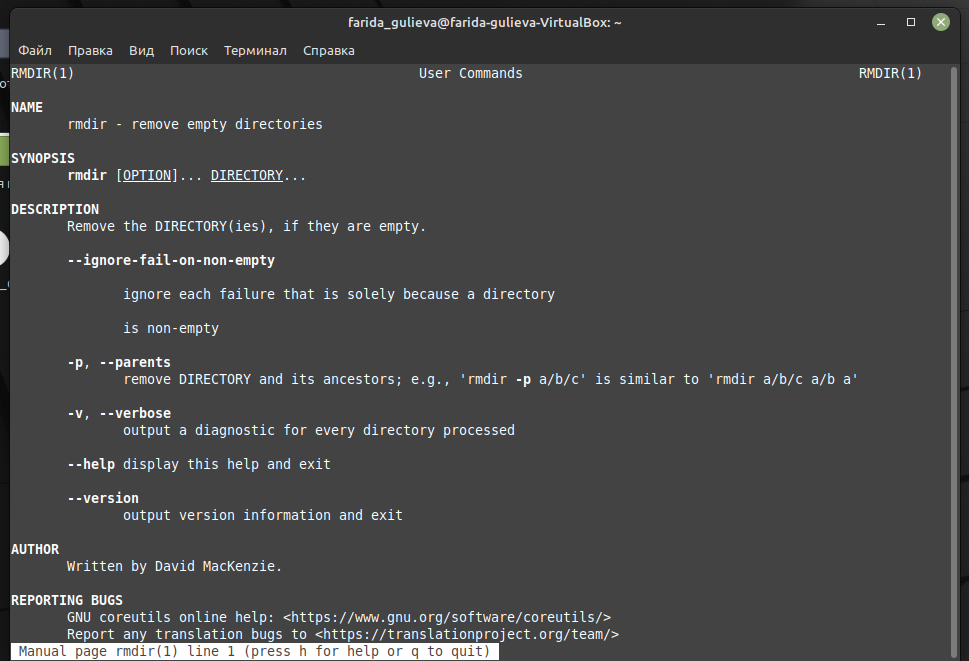 farida_gulieva@farida-gulieva-VirtualBox: ~
Файл Правка Вид Поиск Терминал Справка
RMDIR(1) User Commands RMDIR(1)
NAME
rmdir - remove empty directories
SYNOPSIS
rmdir [OPTION]... DIRECTORY...
DESCRIPTION
Remove the DIRECTORY(ies), if they are empty.
--ignore-fail-on-non-empty
ignore each failure that is solely because a directory
is non-empty
-p, --parents
remove DIRECTORY and its ancestors; e.g., 'rmdir -p a/b/c' is similar to 'rmdir a/b/c a/b a'
-v, --verbose
output a diagnostic for every directory processed
--help display this help and exit
--version
output version information and exit
AUTHOR
Written by David MacKenzie.
REPORTING BUGS
GNU coreutils online help: <https://www.gnu.org/software/coreutils/>
Report any translation bugs to <https://translationproject.org/team/>
Manual page rmdir(1) line 1 (press h for help or q to quit)